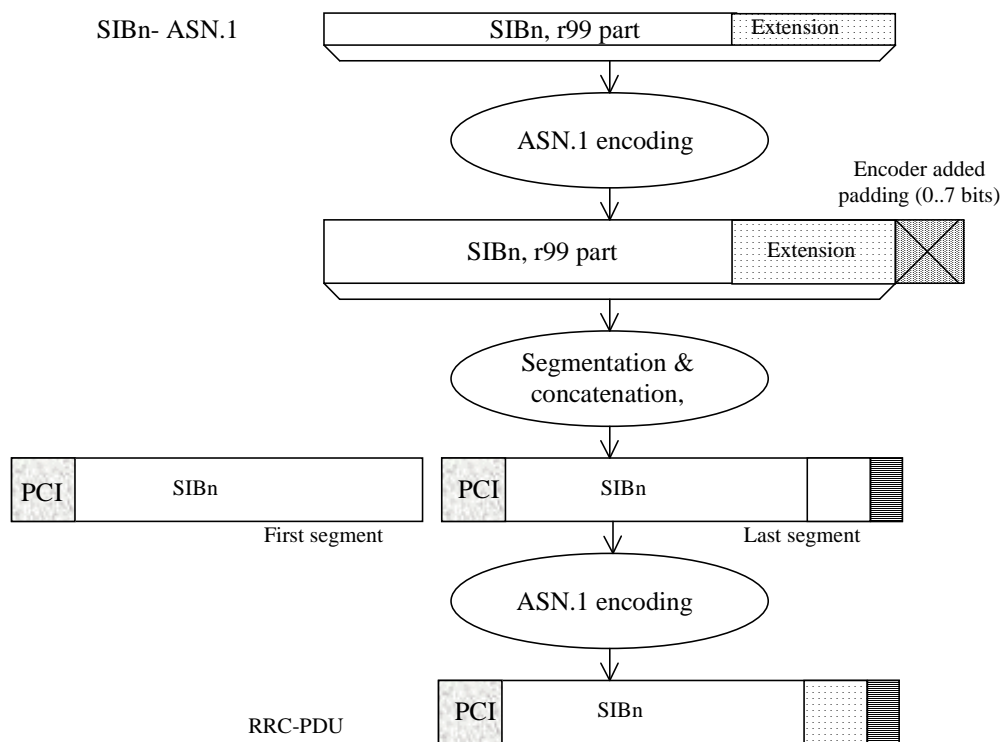 SIBn- ASN.1
SIBn, r99 part
Extension
ASN.1 encoding
Encoder added
padding (0..7 bits)
SIBn, r99 part
Extension
Segmentation &
concatenation,
PCI
SIBn
PCI
SIBn
First segment
Last segment
ASN.1 encoding
PCI
SIBn
RRC-PDU